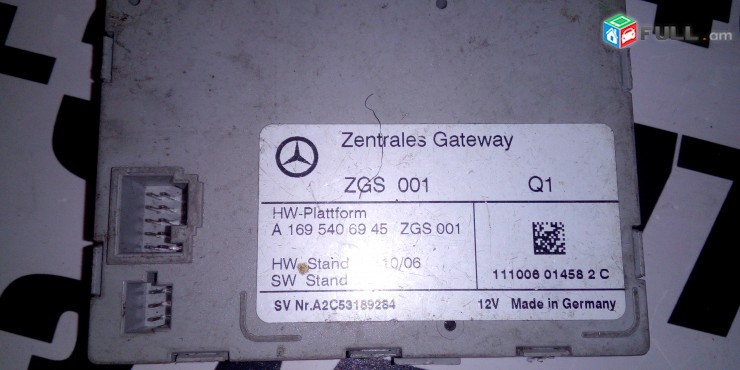 FULL.am
Zentrales Gateway
ZGS 001 Q1
HW-Plattform
A 169 540 69 45 ZGS 001
HW Stand 10/06
SW Stand
111006 01458 2 C
SV Nr.A2C53189284 12V Made in Germany